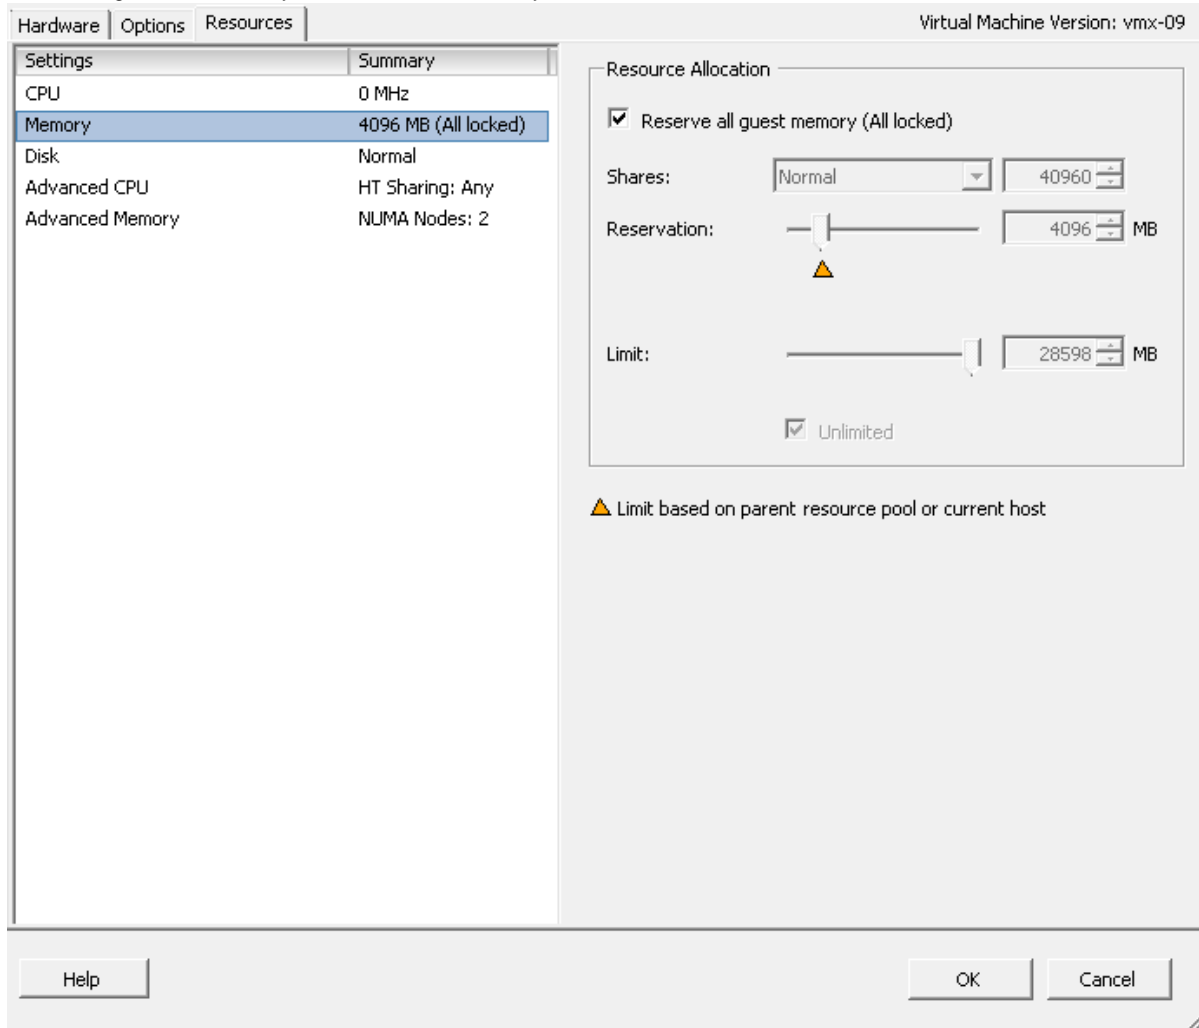 Hardware Options Resources Virtual Machine Version: vmx-09
Settings Summary
CPU 0 MHz
Memory 4096 MB (All locked)
Disk Normal
Advanced CPU HT Sharing: Any
Advanced Memory NUMA Nodes: 2
Resource Allocation
Reserve all guest memory (All locked)
Shares: Normal 40960
Reservation: 4096 MB
Limit: 28598 MB
Unlimited
Limit based on parent resource pool or current host
Help OK Cancel